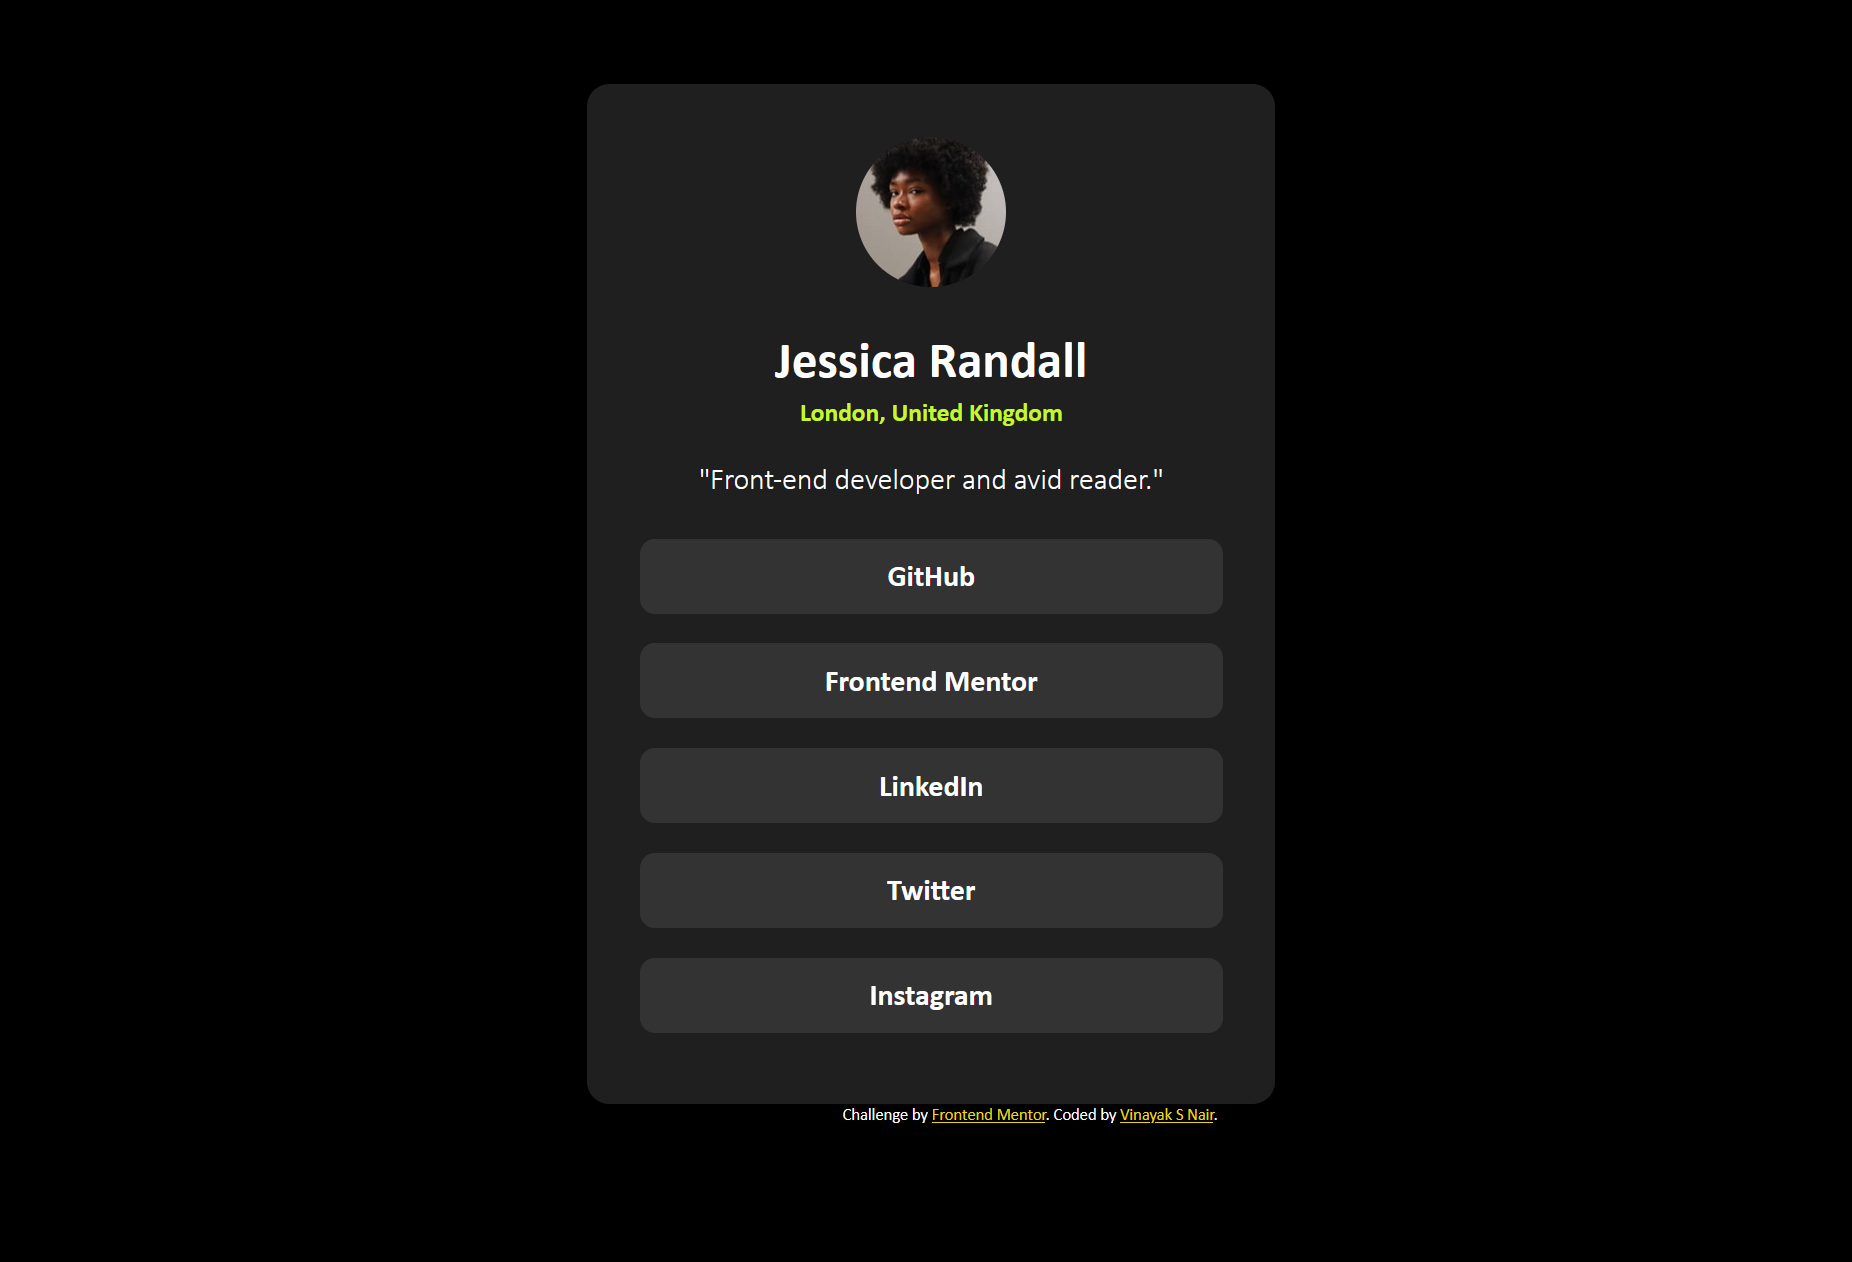 Jessica Randall
London, United Kingdom
"Front-end developer and avid reader."
GitHub
Frontend Mentor
LinkedIn
Twitter
Instagram
Challenge by Frontend Mentor. Coded by Vinayak S Nair.